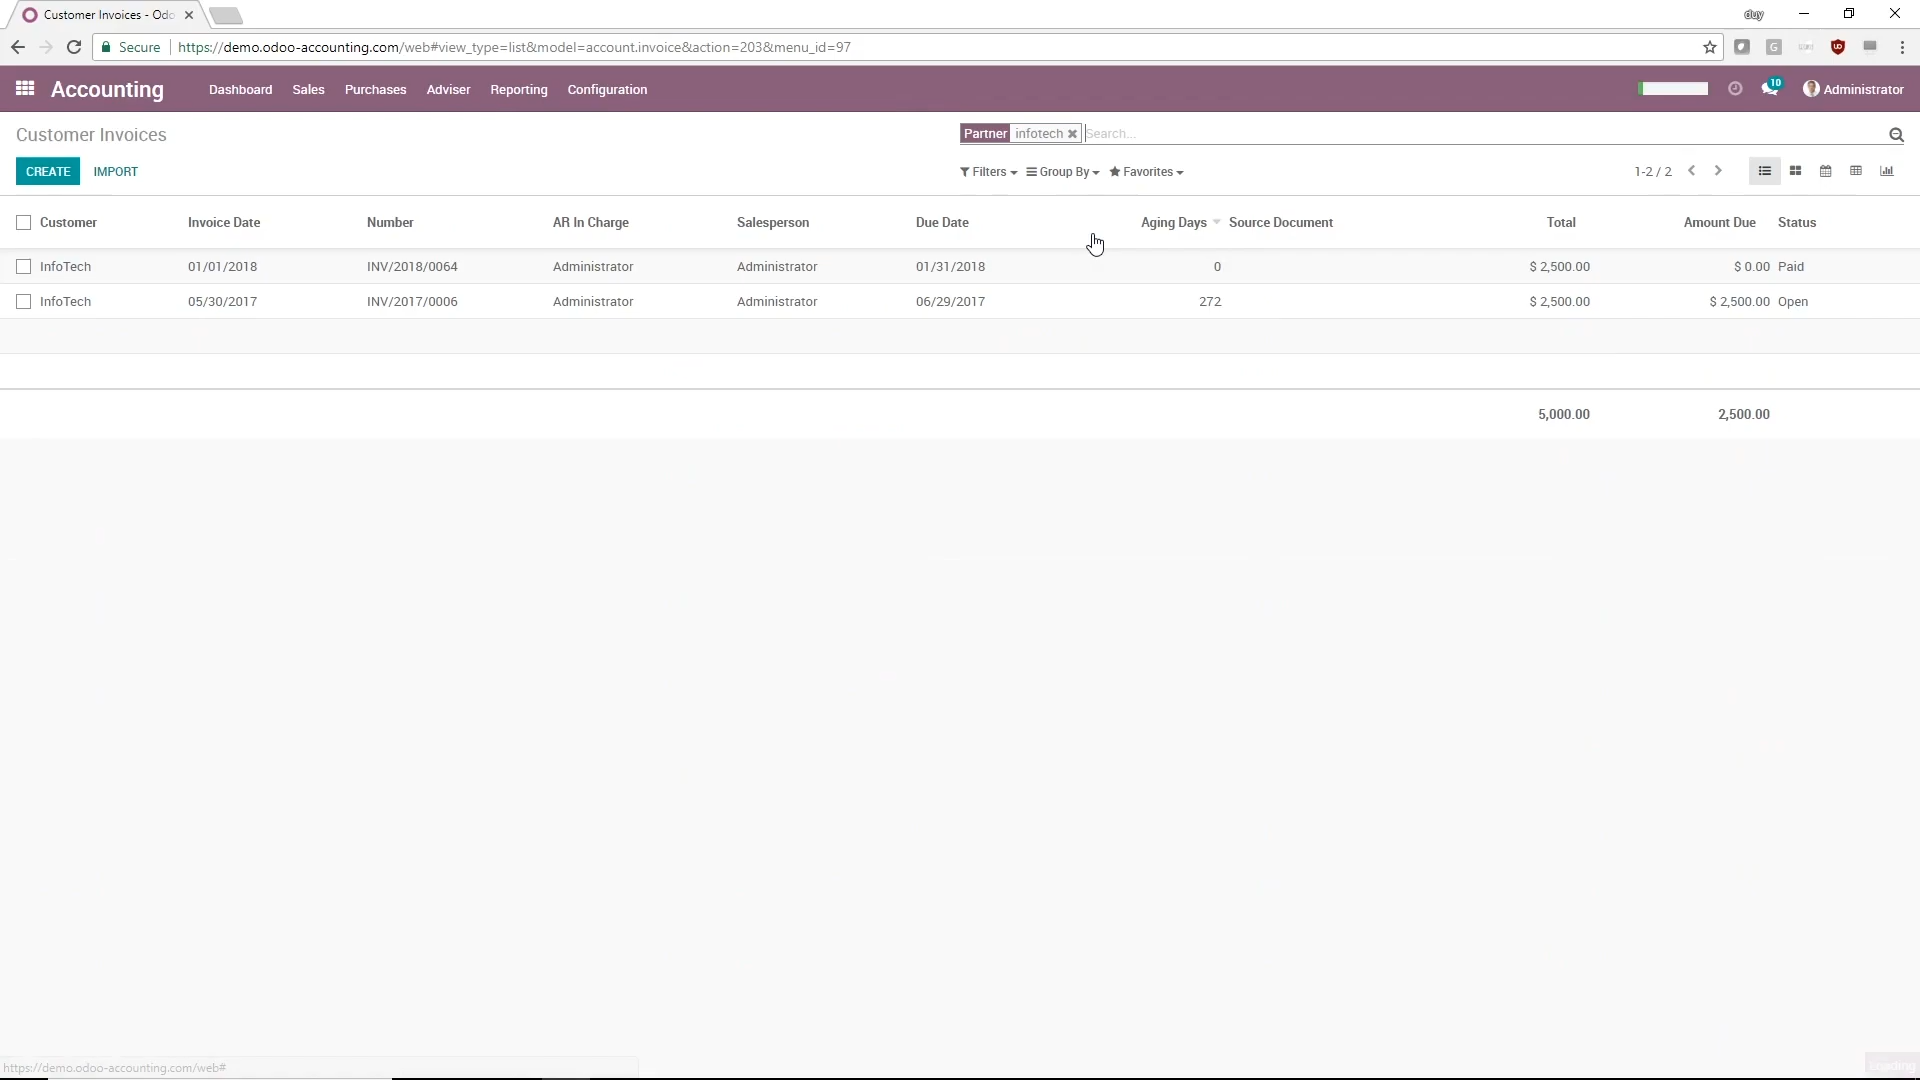 Customer Invoices - Odo
duy
Secure https://demo.odoo-accounting.com/web#view_type=list&model=account.invoice&action=203&menu_id=97
Accounting Dashboard Sales Purchases Adviser Reporting Configuration 10 Administrator
Customer Invoices Partner infotech Search...
CREATE IMPORT Filters Group By Favorites 1-2 / 2
Customer Invoice Date Number AR In Charge Salesperson Due Date Aging Days Source Document Total Amount Due Status
InfoTech 01/01/2018 INV/2018/0064 Administrator Administrator 01/31/2018 0 $ 2,500.00 $ 0.00 Paid
InfoTech 05/30/2017 INV/2017/0006 Administrator Administrator 06/29/2017 272 $ 2,500.00 $ 2,500.00 Open
5,000.00 2,500.00
https://demo.odoo-accounting.com/web# Loading